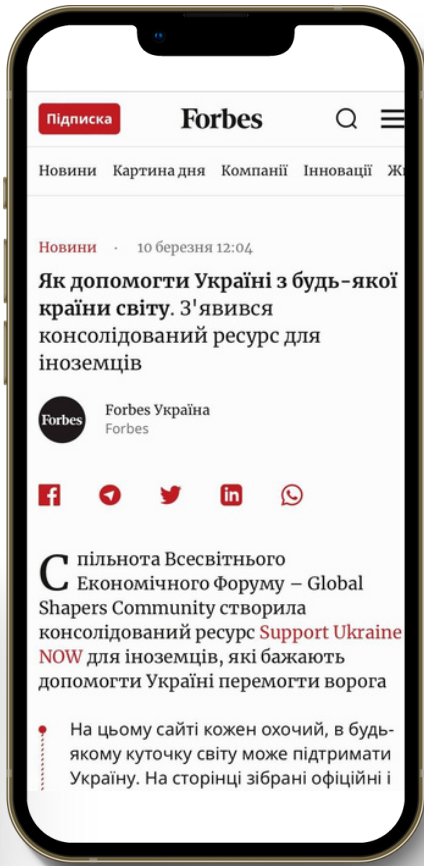 Підписка
Forbes
Новини Картина дня Компанії Інновації
Новини · 10 березня 12:04
Як допомогти Україні з будь-якої
країни світу. З'явився
консолідований ресурс для
іноземців
Forbes
Forbes Україна
Forbes
Спільнота Всесвітнього
Економічного Форуму – Global
Shapers Community створила
консолідований ресурс Support Ukraine
NOW для іноземців, які бажають
допомогти Україні перемогти ворога
На цьому сайті кожен охочий, в будь-
якому куточку світу може підтримати
Україну. На сторінці зібрані офіційні і